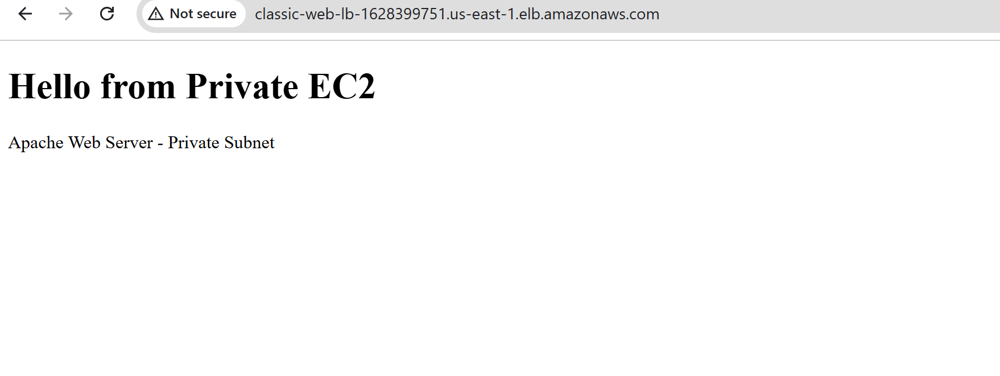 Not secure classic-web-lb-1628399751.us-east-1.elb.amazonaws.com
Hello from Private EC2
Apache Web Server - Private Subnet